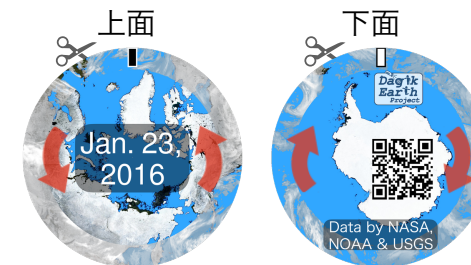 上面
下面
Jan. 23,
2016
Dagik
Earth
Project
Data by NASA,
NOAA & USGS